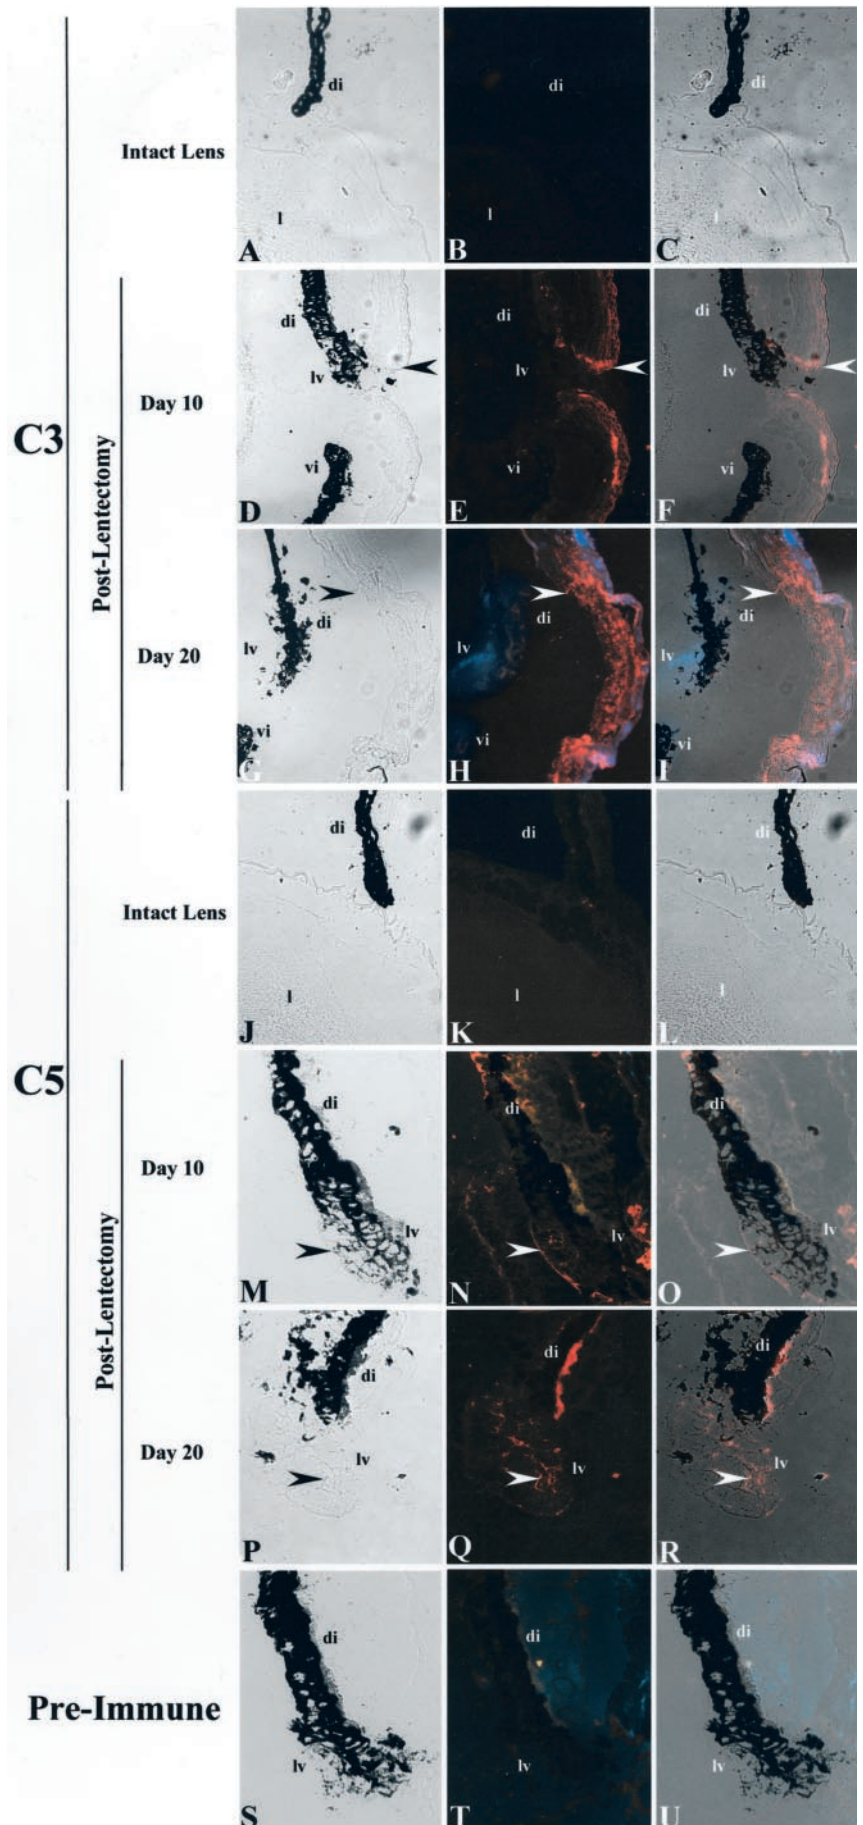 C3
Post-Lentectomy
Intact Lens
di
l
A
di
l
B
di
l
C
Day 10
di
lv
vi
D
di
lv
vi
E
di
lv
vi
F
Day 20
di
lv
vi
G
di
lv
vi
H
di
lv
vi
I
C5
Post-Lentectomy
Intact Lens
di
l
J
di
l
K
di
l
L
Day 10
di
lv
M
di
lv
N
di
lv
O
Day 20
di
lv
P
di
lv
Q
di
lv
R
Pre-Immune
di
lv
S
di
lv
T
di
lv
U